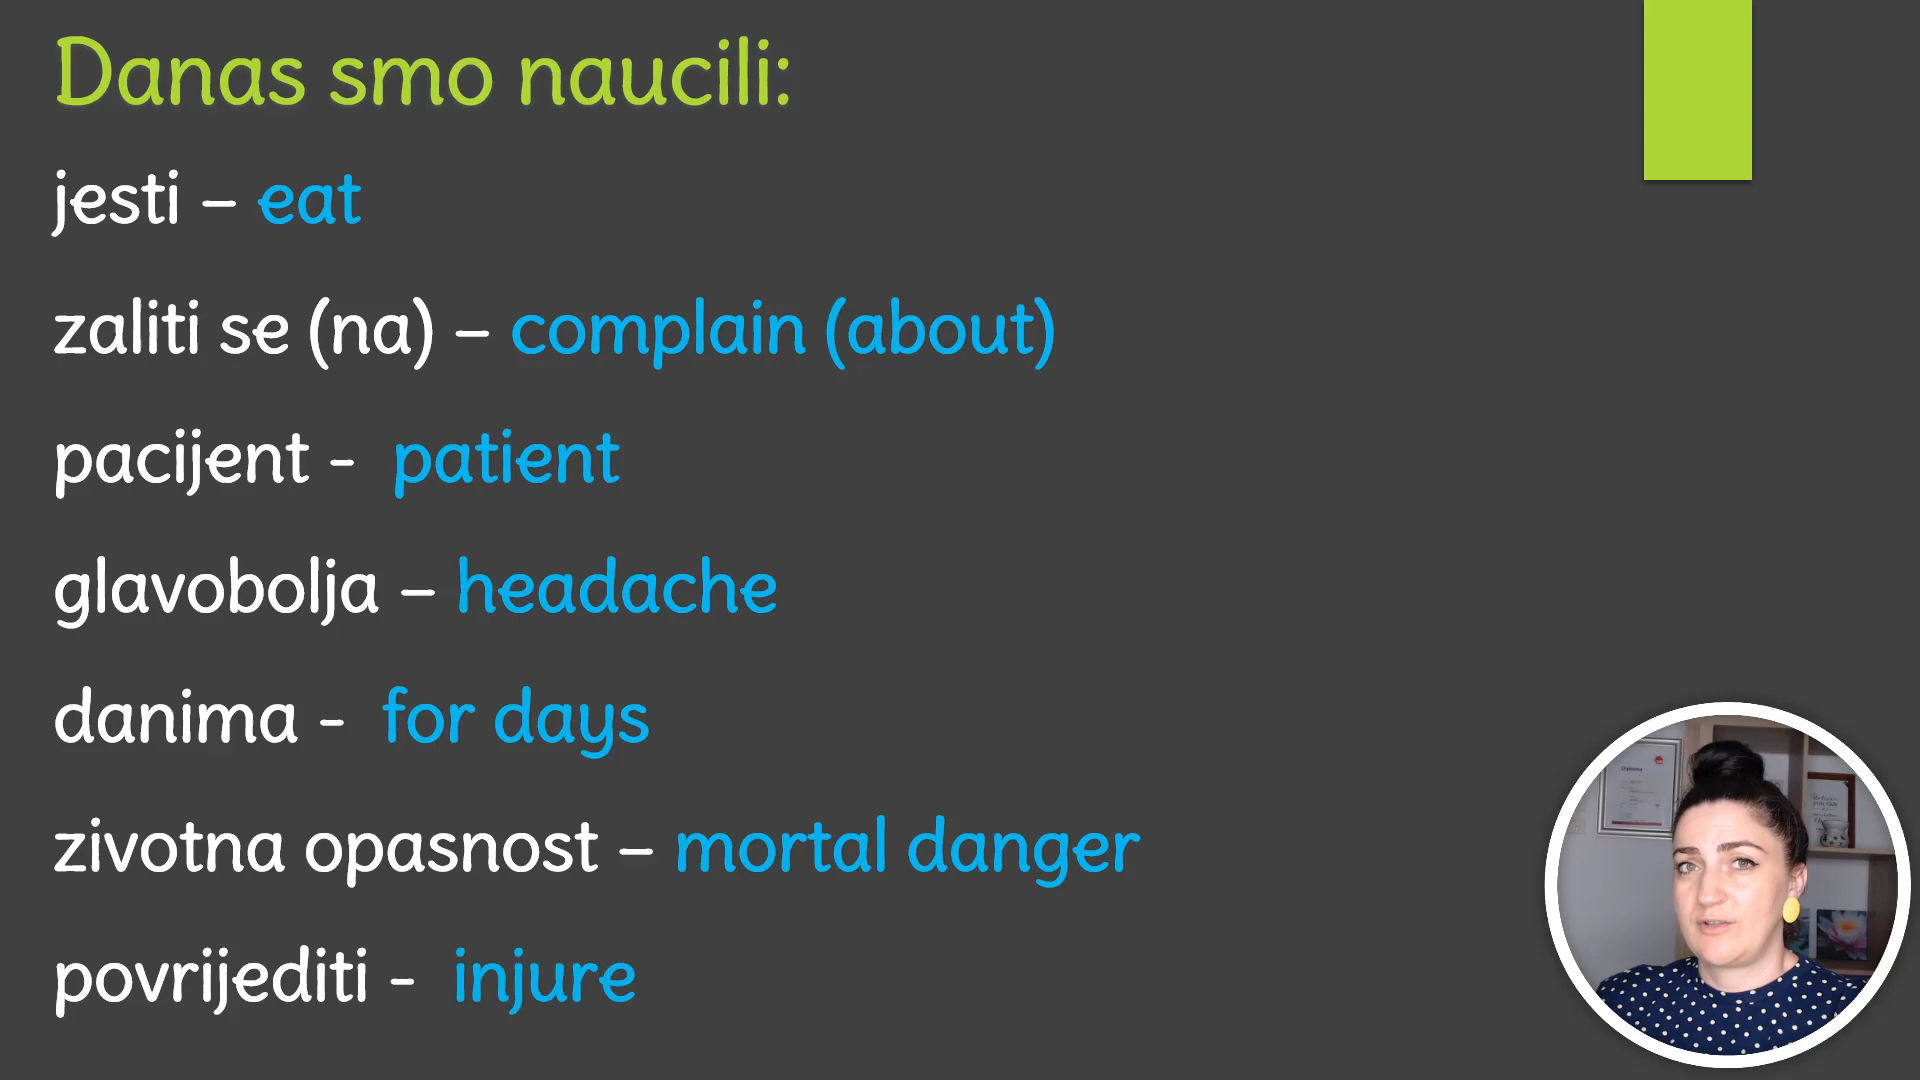 Danas smo naucili:
jesti – eat
zaliti se (na) – complain (about)
pacijent - patient
glavobolja – headache
danima - for days
zivotna opasnost – mortal danger
povrijediti - injure